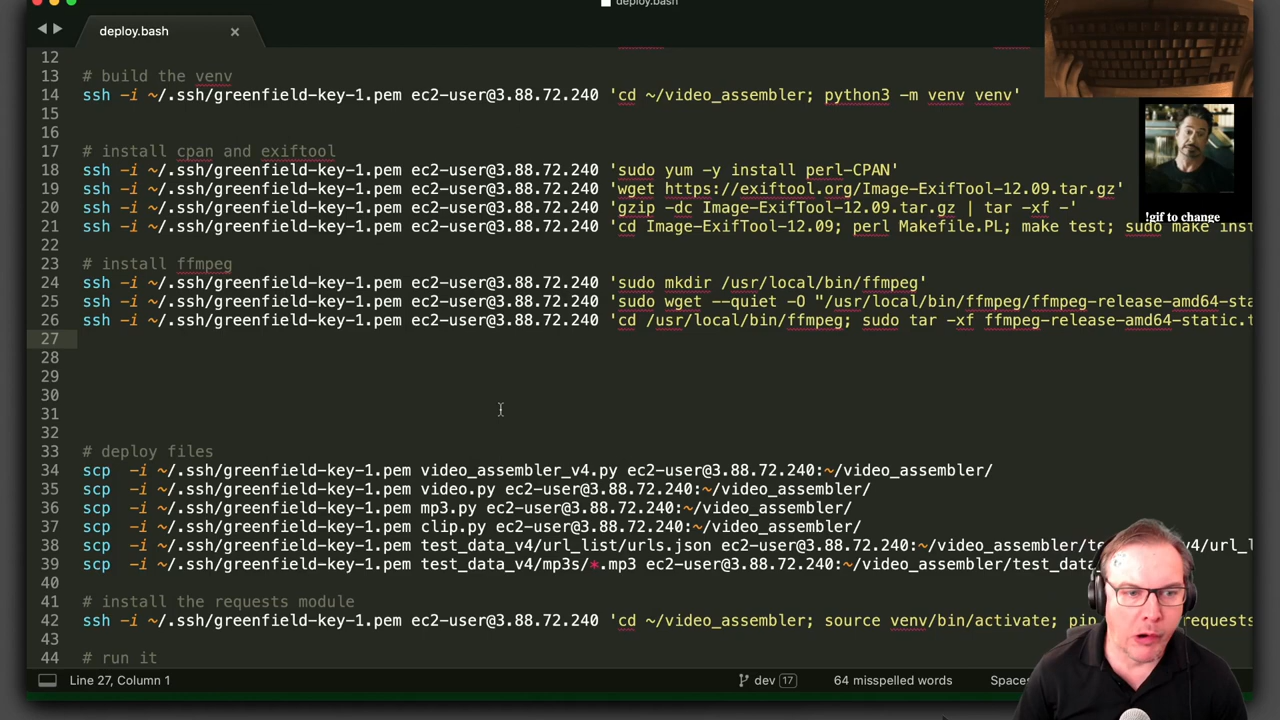 deploy.bash
deploy.bash ×
12
13 # build the venv
14 ssh -i ~/.ssh/greenfield-key-1.pem ec2-user@3.88.72.240 'cd ~/video_assembler; python3 -m venv venv'
15
16
17 # install cpan and exiftool
18 ssh -i ~/.ssh/greenfield-key-1.pem ec2-user@3.88.72.240 'sudo yum -y install perl-CPAN'
19 ssh -i ~/.ssh/greenfield-key-1.pem ec2-user@3.88.72.240 'wget https://exiftool.org/Image-ExifTool-12.09.tar.gz'
20 ssh -i ~/.ssh/greenfield-key-1.pem ec2-user@3.88.72.240 'gzip -dc Image-ExifTool-12.09.tar.gz | tar -xf -'
!gif to change
21 ssh -i ~/.ssh/greenfield-key-1.pem ec2-user@3.88.72.240 'cd Image-ExifTool-12.09; perl Makefile.PL; make test; sudo make inst
22
23 # install ffmpeg
24 ssh -i ~/.ssh/greenfield-key-1.pem ec2-user@3.88.72.240 'sudo mkdir /usr/local/bin/ffmpeg'
25 ssh -i ~/.ssh/greenfield-key-1.pem ec2-user@3.88.72.240 'sudo wget --quiet -O "/usr/local/bin/ffmpeg/ffmpeg-release-amd64-sta
26 ssh -i ~/.ssh/greenfield-key-1.pem ec2-user@3.88.72.240 'cd /usr/local/bin/ffmpeg; sudo tar -xf ffmpeg-release-amd64-static.t
27
28
29
30
31
32
33 # deploy files
34 scp -i ~/.ssh/greenfield-key-1.pem video_assembler_v4.py ec2-user@3.88.72.240:~/video_assembler/
35 scp -i ~/.ssh/greenfield-key-1.pem video.py ec2-user@3.88.72.240:~/video_assembler/
36 scp -i ~/.ssh/greenfield-key-1.pem mp3.py ec2-user@3.88.72.240:~/video_assembler/
37 scp -i ~/.ssh/greenfield-key-1.pem clip.py ec2-user@3.88.72.240:~/video_assembler/
38 scp -i ~/.ssh/greenfield-key-1.pem test_data_v4/url_list/urls.json ec2-user@3.88.72.240:~/video_assembler/te v4/url_l
39 scp -i ~/.ssh/greenfield-key-1.pem test_data_v4/mp3s/*.mp3 ec2-user@3.88.72.240:~/video_assembler/test_data
40
41 # install the requests module
42 ssh -i ~/.ssh/greenfield-key-1.pem ec2-user@3.88.72.240 'cd ~/video_assembler; source venv/bin/activate; pip requests
43
44 # run it
Line 27, Column 1 dev 17 64 misspelled words Spaces